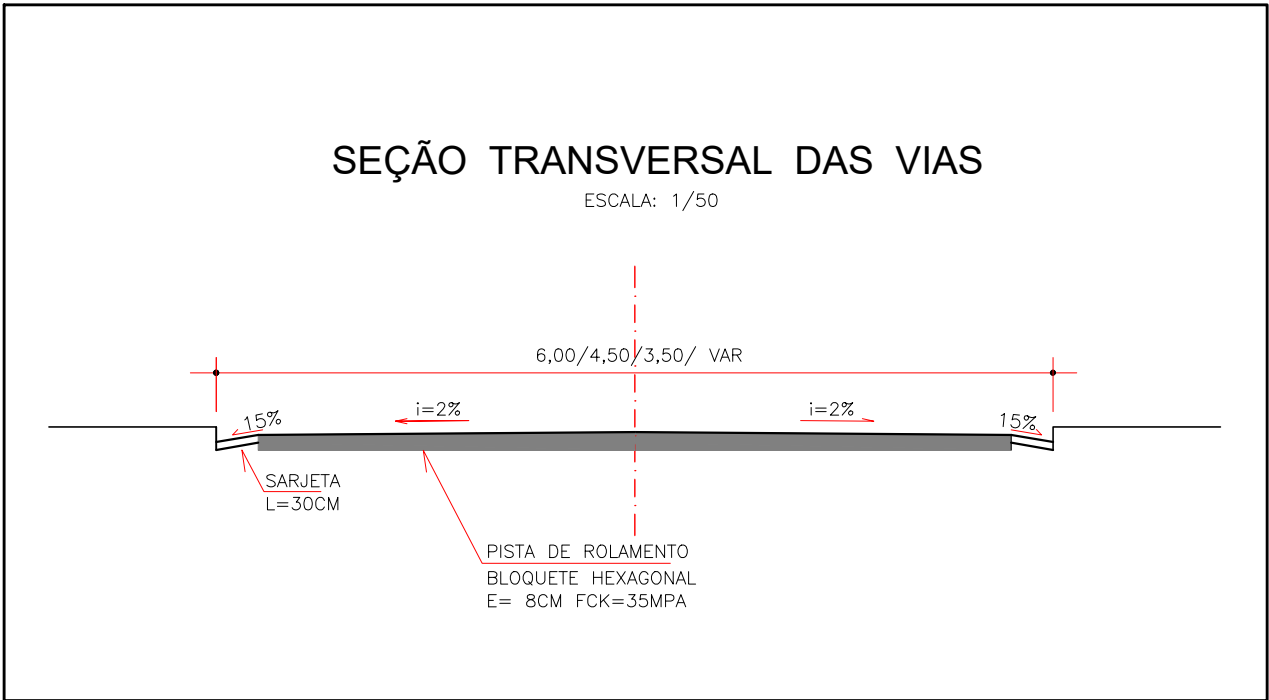 SEÇÃO TRANSVERSAL DAS VIAS
ESCALA: 1/50
6,00/4,50/3,50/ VAR
15%
i=2%
i=2%
15%
SARJETA
L=30CM
PISTA DE ROLAMENTO
BLOQUETE HEXAGONAL
E= 8CM FCK=35MPA